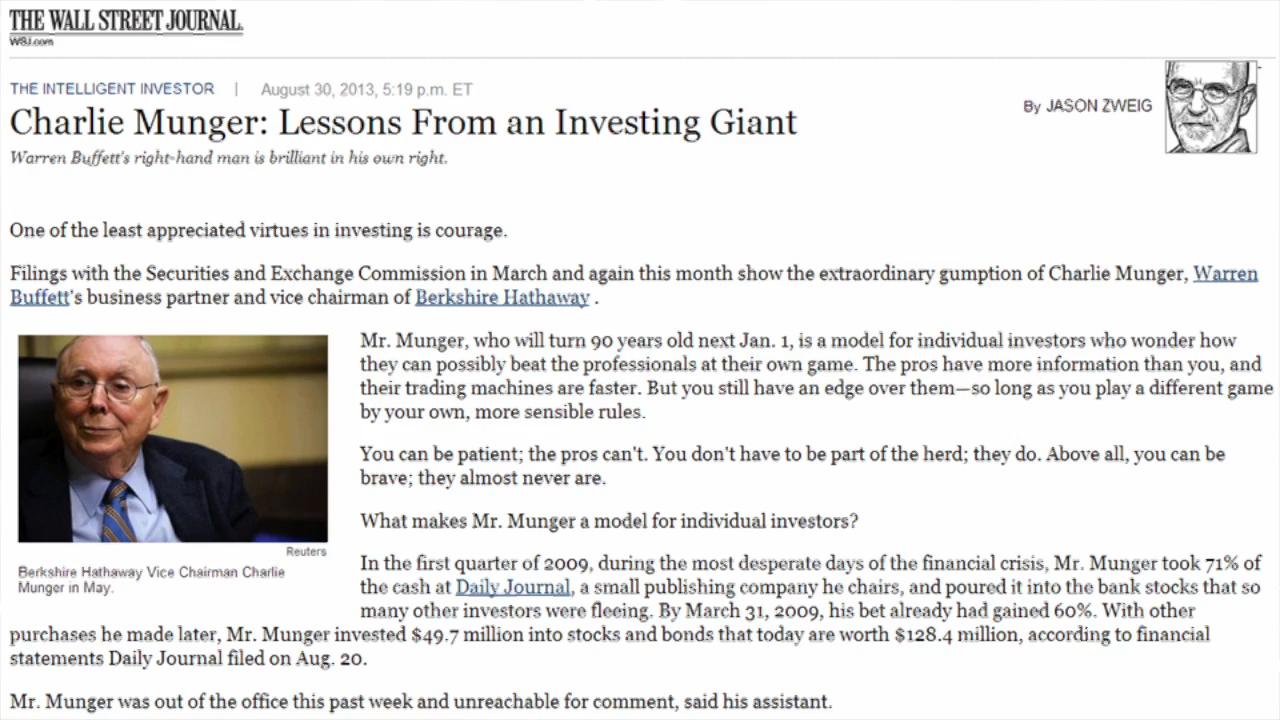 THE WALL STREET JOURNAL.
WSJ.com
THE INTELLIGENT INVESTOR | August 30, 2013, 5:19 p.m. ET
Charlie Munger: Lessons From an Investing Giant
By JASON ZWEIG
Warren Buffett's right-hand man is brilliant in his own right.
One of the least appreciated virtues in investing is courage.
Filings with the Securities and Exchange Commission in March and again this month show the extraordinary gumption of Charlie Munger, Warren
Buffett's business partner and vice chairman of Berkshire Hathaway .
Reuters
Berkshire Hathaway Vice Chairman Charlie
Munger in May.
Mr. Munger, who will turn 90 years old next Jan. 1, is a model for individual investors who wonder how
they can possibly beat the professionals at their own game. The pros have more information than you, and
their trading machines are faster. But you still have an edge over them—so long as you play a different game
by your own, more sensible rules.
You can be patient; the pros can't. You don't have to be part of the herd; they do. Above all, you can be
brave; they almost never are.
What makes Mr. Munger a model for individual investors?
In the first quarter of 2009, during the most desperate days of the financial crisis, Mr. Munger took 71% of
the cash at Daily Journal, a small publishing company he chairs, and poured it into the bank stocks that so
many other investors were fleeing. By March 31, 2009, his bet already had gained 60%. With other
purchases he made later, Mr. Munger invested $49.7 million into stocks and bonds that today are worth $128.4 million, according to financial
statements Daily Journal filed on Aug. 20.
Mr. Munger was out of the office this past week and unreachable for comment, said his assistant.